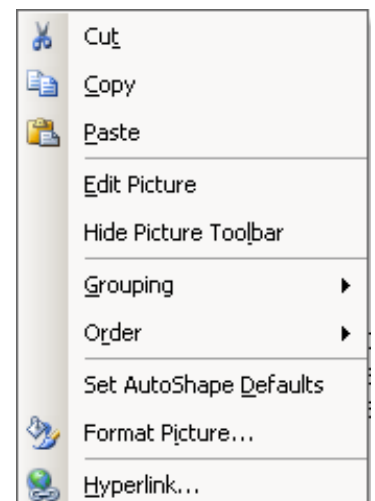 Cut
Copy
Paste
Edit Picture
Hide Picture Toolbar
Grouping
Order
Set AutoShape Defaults
Format Picture...
Hyperlink...